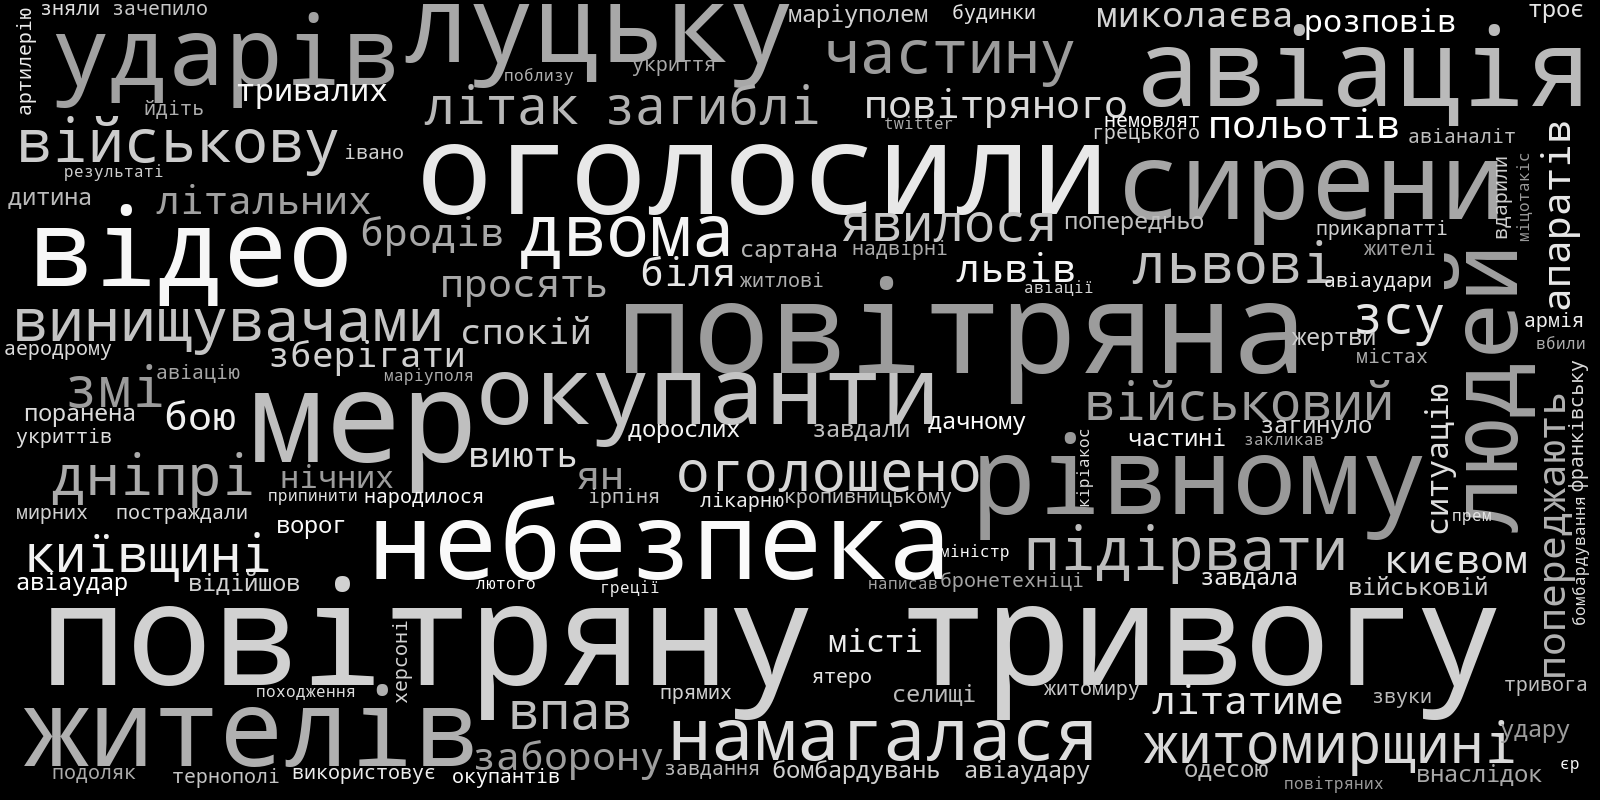 зняли зачепило
артилерію
ударів
луцьку
маріуполем
будинки
миколаєва
розповів
троє
частину
авіація
укриття
поблизу
тривалих
йдіть
літак загиблі
повітряного
twitter
немовлят
грецького
польотів
авіаналіт
військову
івано
результаті
оголосили
сирени
вдарили
міцотакіс
апаратів
дитина
літальних
відео
бродів
двома
явилося
попередньо
прикарпатті
сартана
надвірні
жителі
біля
житлові
львів
авіації
львові
авіаудари
людей
просять
повітряна
винищувачами
спокій
зсу
армія
жертви
вбили
аеродрому
зберігати
містах
змі
авіацію
маріуполя
мер
окупанти
військовий
ситуацію
франківську
попереджають
поранена
бою
дорослих
завдали
дачному
загинуло
укриттів
виють
частині
закликав
кіріакос
дніпрі
нічних
ян
оголошено
рівному
припинити
народилося
ірпіня
лікарню
кропивницькому
мирних
постраждали
ворог
небезпека
прем
бомбардування
київщині
міністр
підірвати
києвом
авіаудар
відійшов
лютого
греції
написав
бронетехніці
завдала
військовій
повітряну
тривогу
херсоні
місті
ятеро
походження
прямих
селищі
житомиру
літатиме
звуки
тривога
жителів
впав
намагалася
житомирщині
удару
заборону
подоляк
тернополі
використовує
окупантів
завдання
бомбардувань
авіаудару
одесою
повітряних
внаслідок
єр